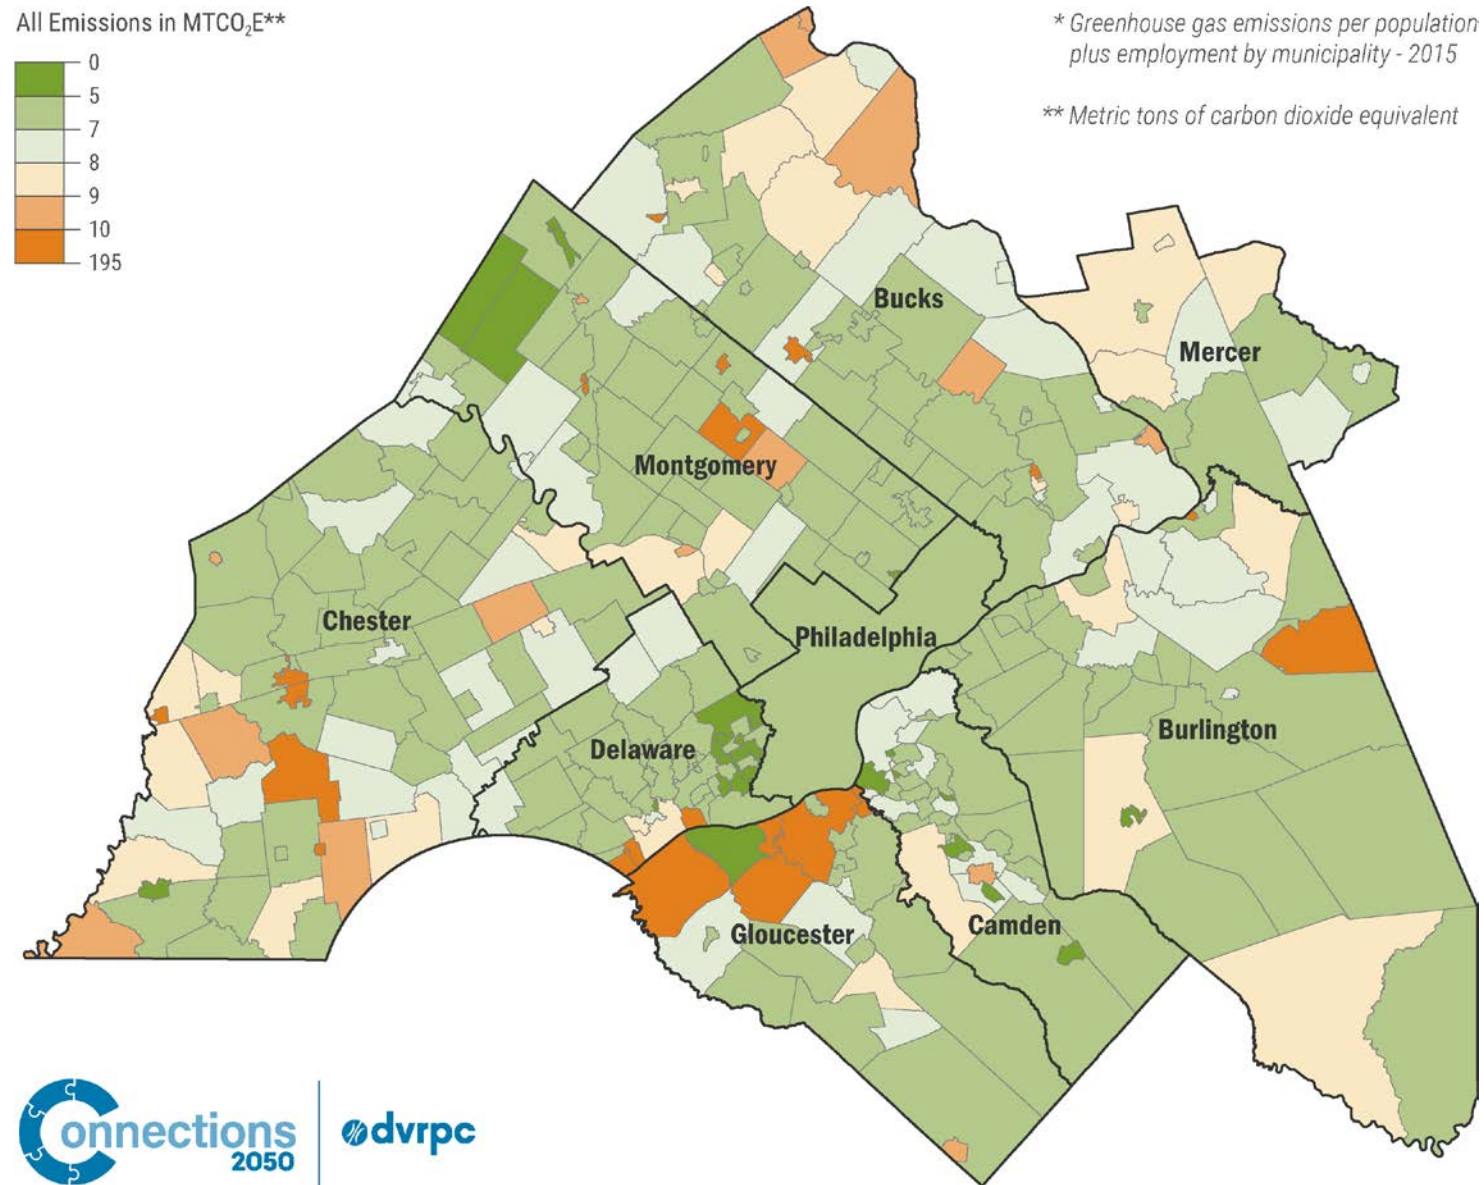 All Emissions in MTCO₂E**
0
5
7
8
9
10
195
* Greenhouse gas emissions per population
plus employment by municipality - 2015
** Metric tons of carbon dioxide equivalent
Bucks
Mercer
Montgomery
Chester
Philadelphia
Delaware
Burlington
Gloucester
Camden
Connections
2050
dvrpc